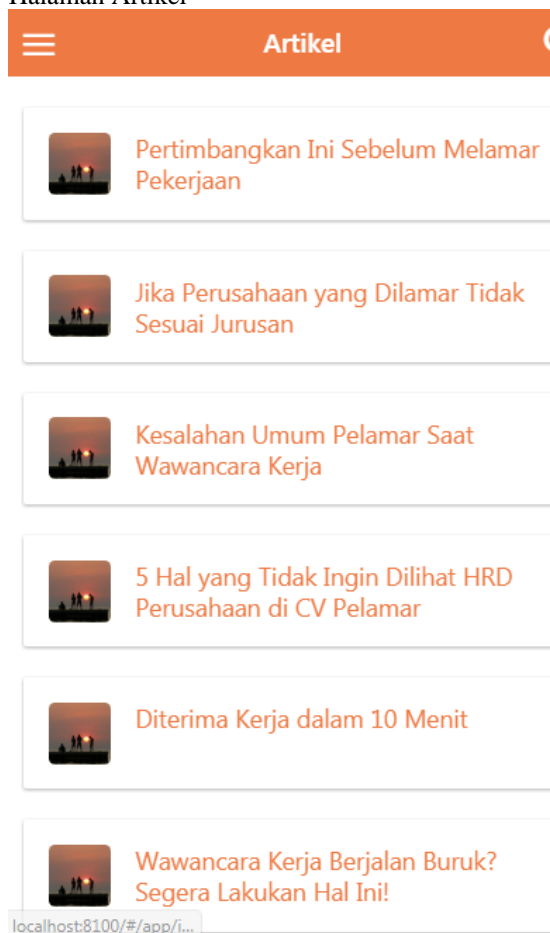 Halaman Artikel
Artikel
Pertimbangkan Ini Sebelum Melamar
Pekerjaan
Jika Perusahaan yang Dilamar Tidak
Sesuai Jurusan
Kesalahan Umum Pelamar Saat
Wawancara Kerja
5 Hal yang Tidak Ingin Dilihat HRD
Perusahaan di CV Pelamar
Diterima Kerja dalam 10 Menit
Wawancara Kerja Berjalan Buruk?
Segera Lakukan Hal Ini!
localhost:8100/#/app/i...